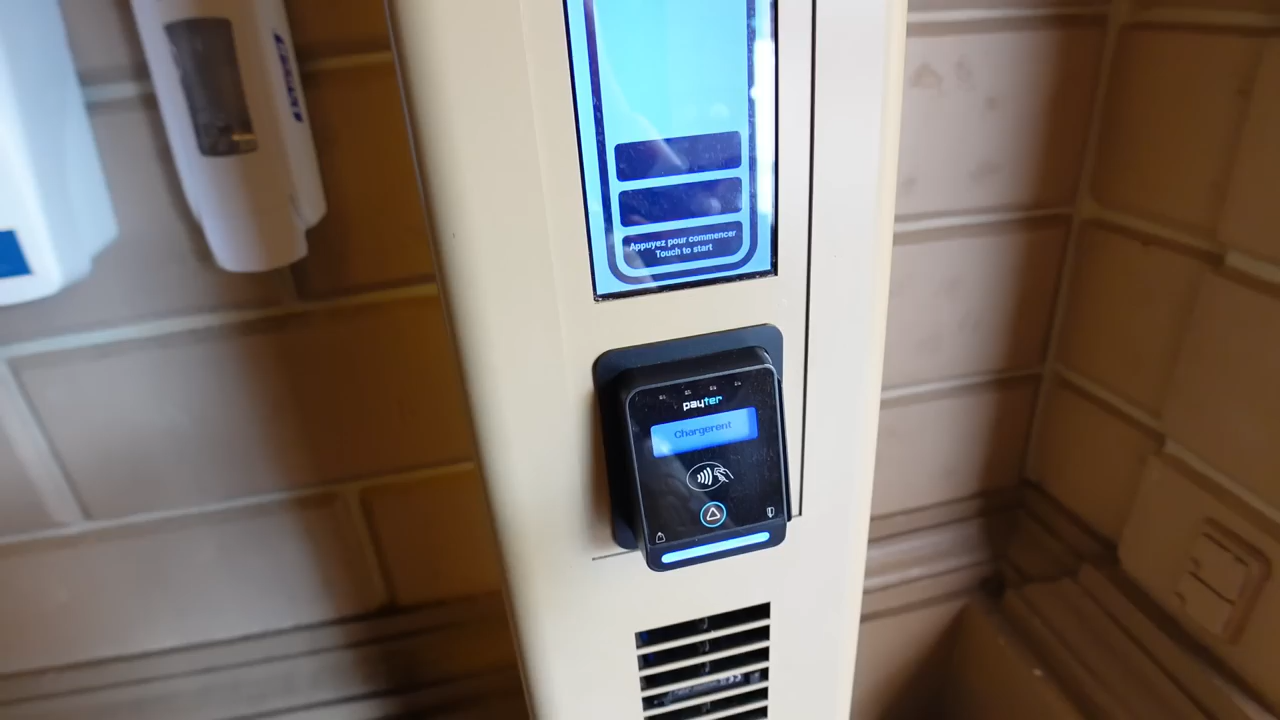 Appuyez pour commencer
Touch to start
payter
Chargerent